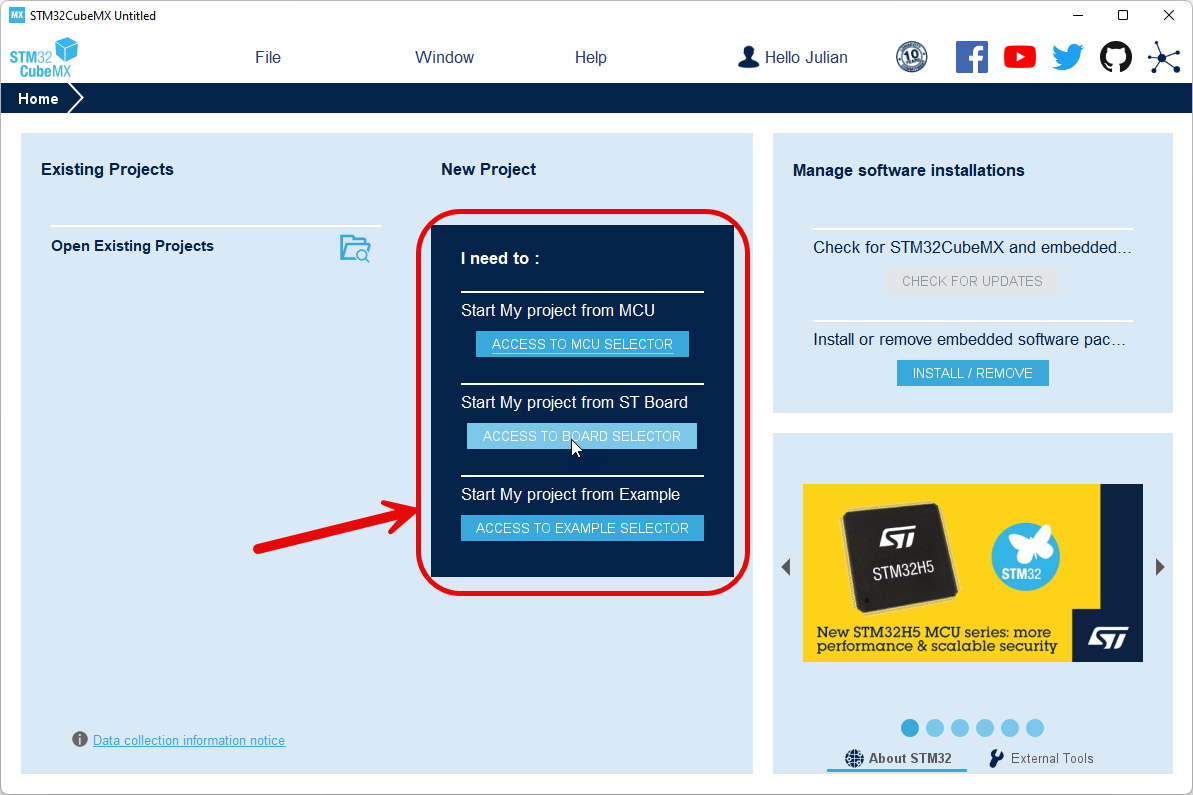 MX STM32CubeMX Untitled
STM32
CubeMX
File
Window
Help
Hello Julian
10
Home
Existing Projects
Open Existing Projects
Data collection information notice
New Project
I need to :
Start My project from MCU
ACCESS TO MCU SELECTOR
Start My project from ST Board
ACCESS TO BOARD SELECTOR
Start My project from Example
ACCESS TO EXAMPLE SELECTOR
Manage software installations
Check for STM32CubeMX and embedded...
CHECK FOR UPDATES
Install or remove embedded software pac...
INSTALL / REMOVE
ST
STM32H5
STM32
New STM32H5 MCU series: more
performance & scalable security
ST
About STM32
External Tools